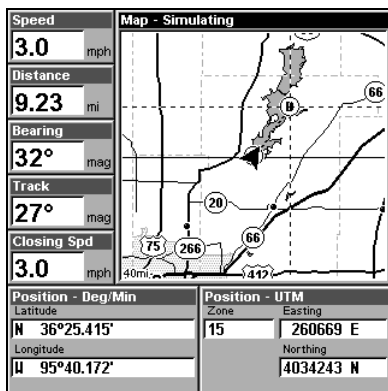 Speed
3.0 mph
Distance
9.23 mi
Bearing
32° mag
Track
27° mag
Closing Spd
3.0 mph
Map - Simulating
66
20
66
75
266
412
40mi
Position - Deg/Min
Latitude
N 36°25.415'
Longitude
W 95°40.172'
Position - UTM
Zone Easting
15 260669 E
Northing
4034243 N